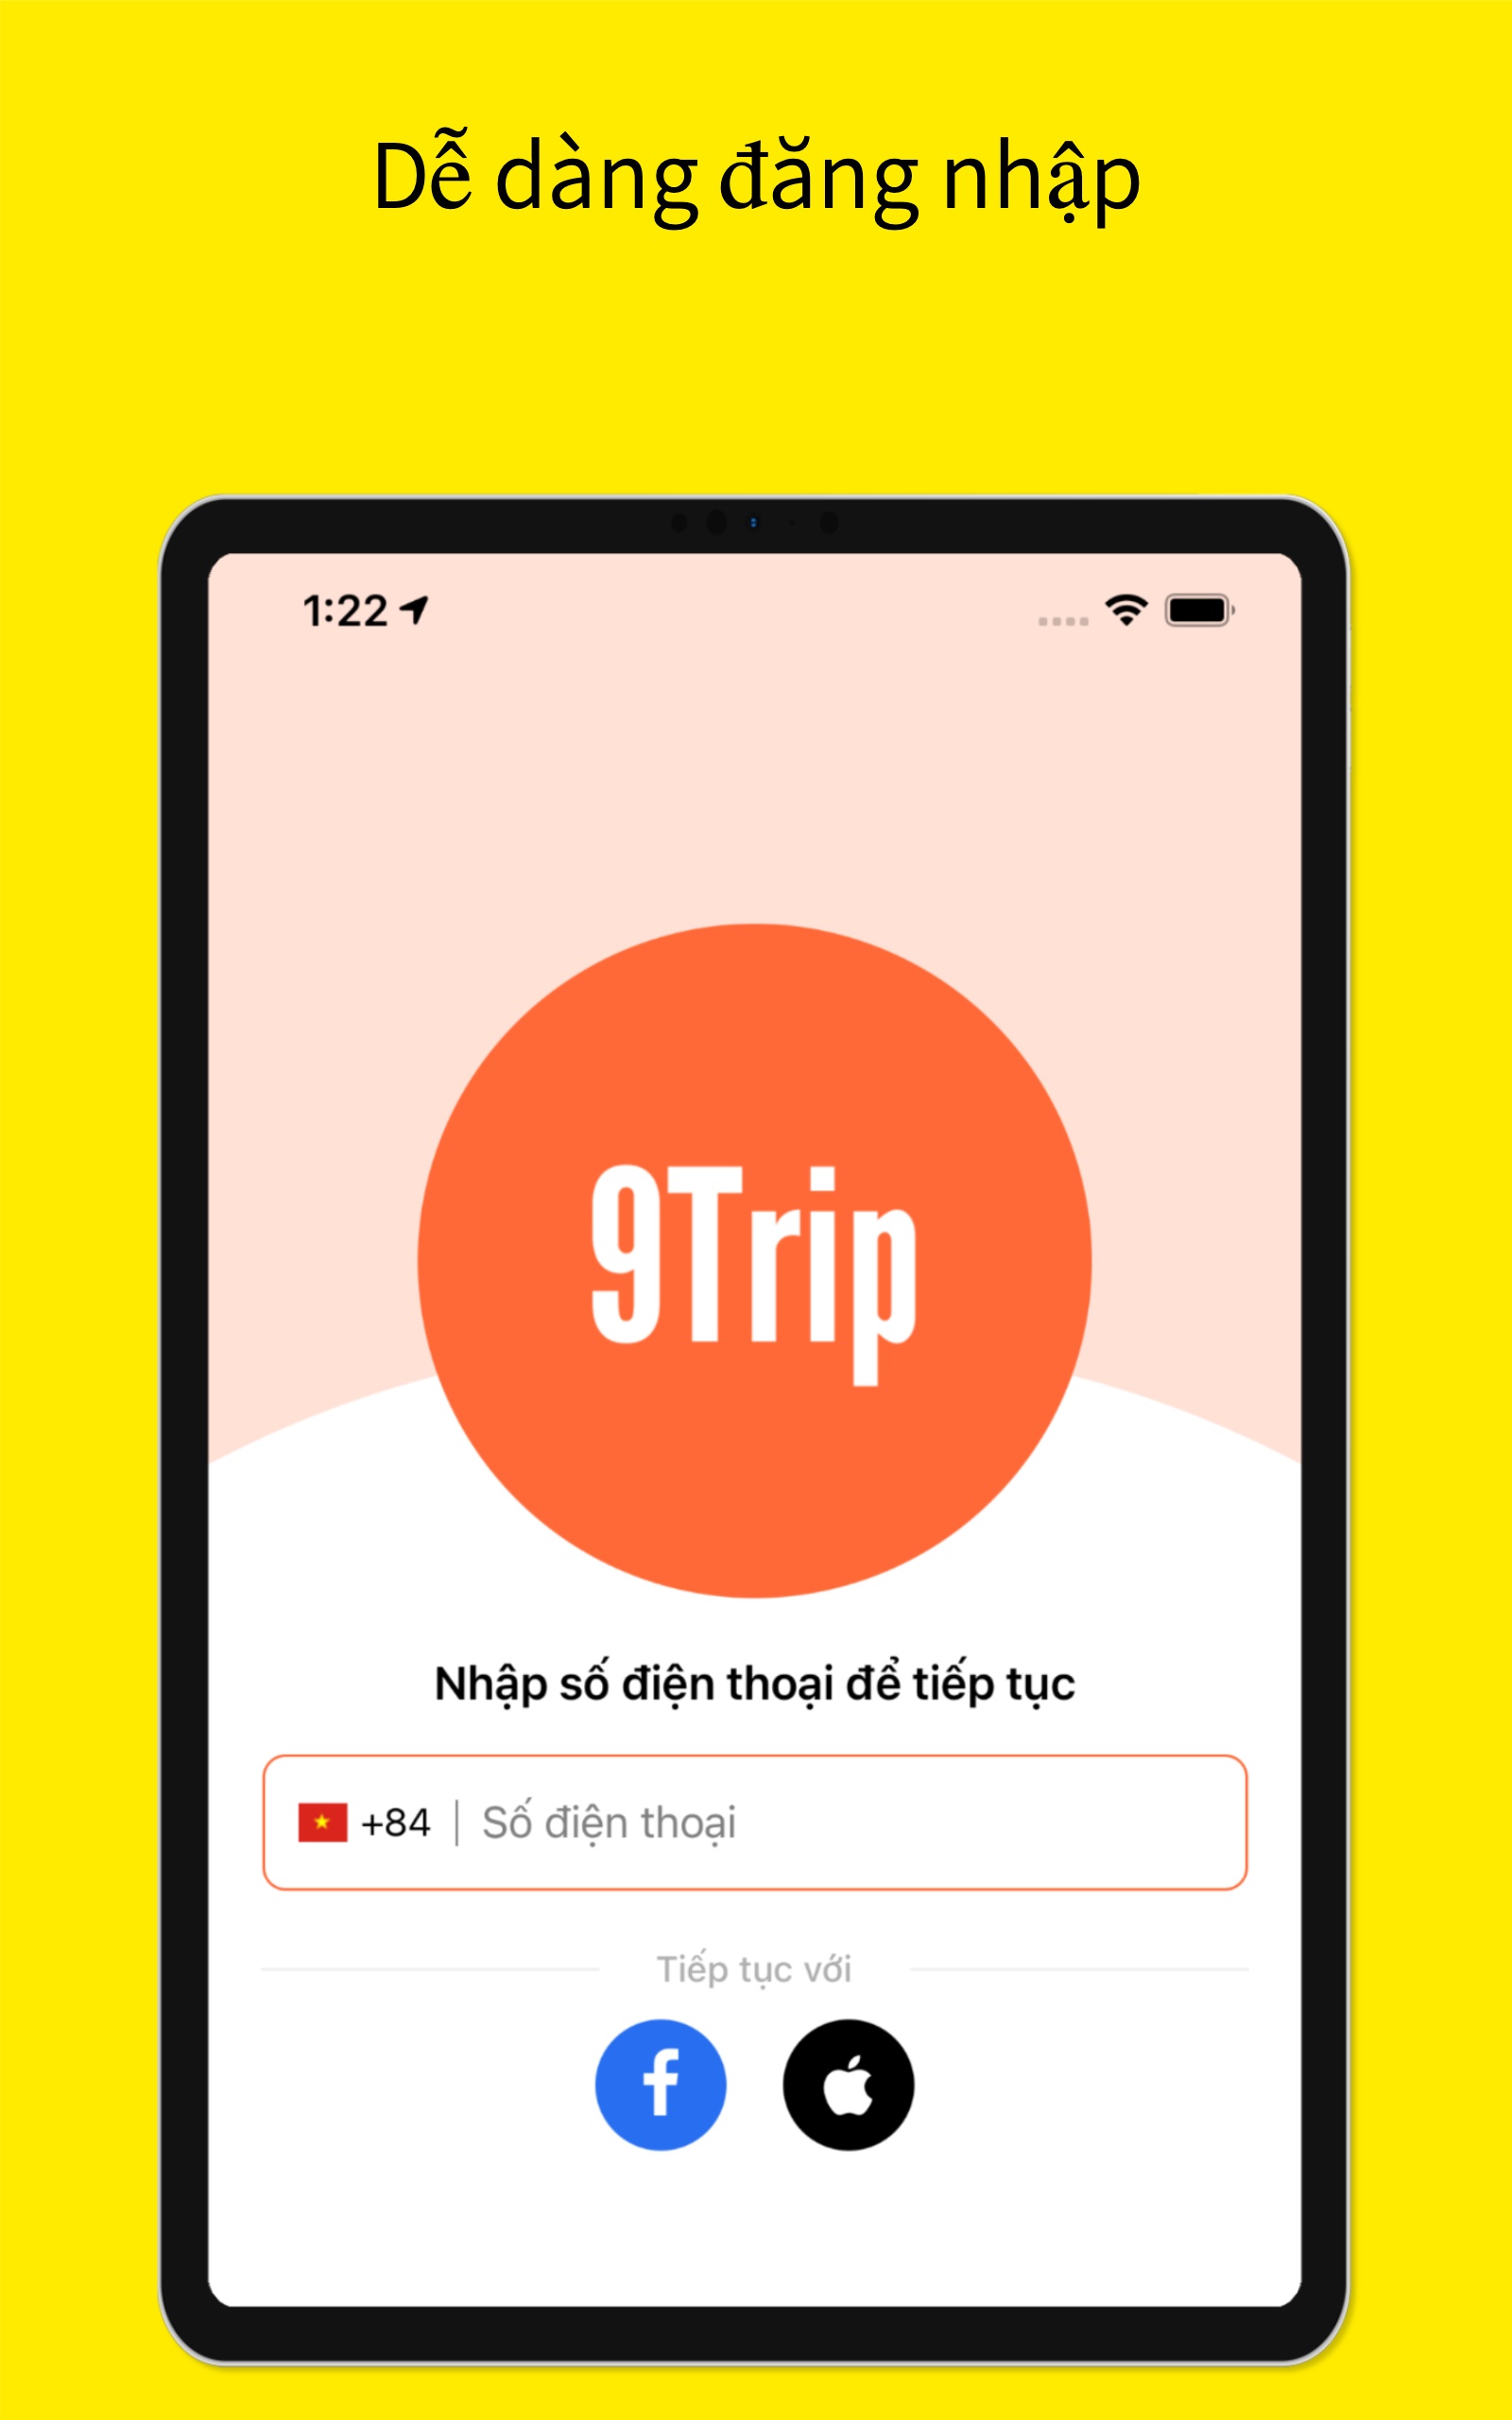 Dễ dàng đăng nhập
1:22
9Trip
Nhập số điện thoại để tiếp tục
+84 | Số điện thoại
Tiếp tục với